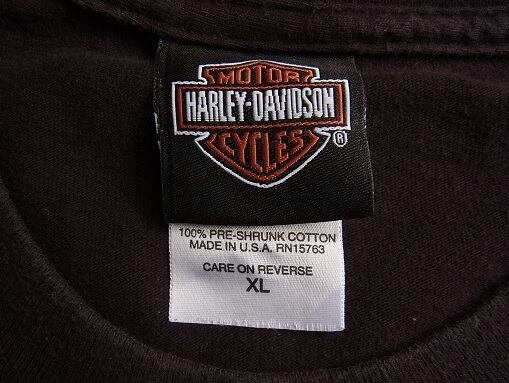 MOTOR
HARLEY-DAVIDSON
CYCLES
®
100% PRE-SHRUNK COTTON
MADE IN U.S.A. RN15763
CARE ON REVERSE
XL